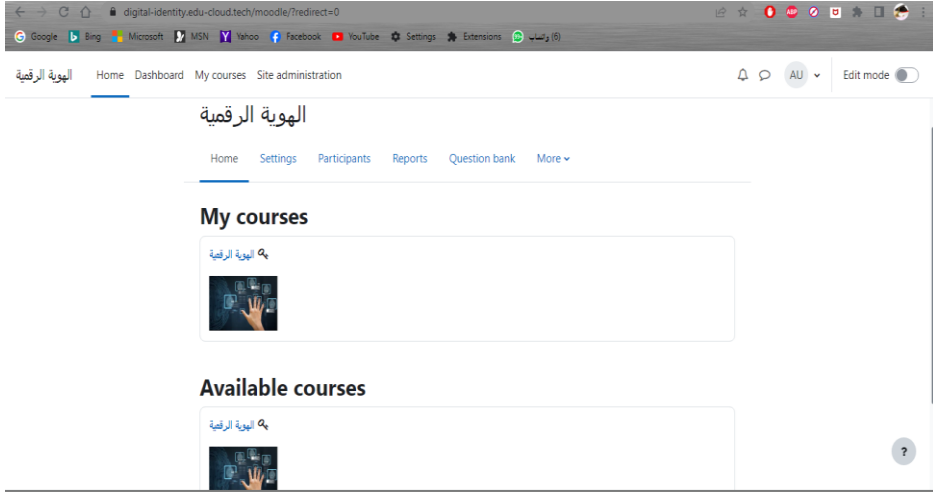 digital-identity.edu-cloud.tech/moodle/?redirect=0
Google Bing Microsoft MSN Yahoo Facebook YouTube Settings Extensions واتساب (6)
الهوية الرقمية Home Dashboard My courses Site administration AU Edit mode
الهوية الرقمية
Home Settings Participants Reports Question bank More
My courses
الهوية الرقمية
Available courses
الهوية الرقمية
?